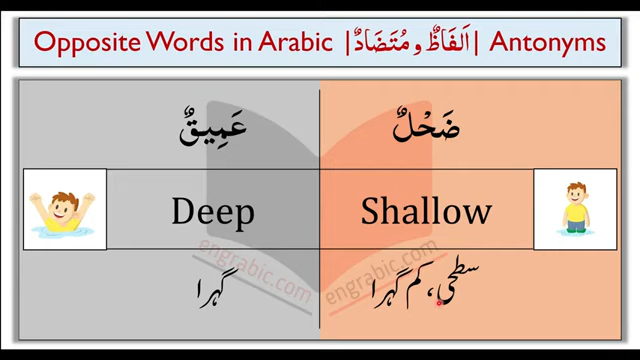 Opposite Words in Arabic |اَلفَاظٌ و مُتَضَادٌ| Antonyms
عَمِيقٌ ضَحْلٌ
Deep Shallow
گہرا سطحی، کم گہرا
engrabic.com engrabic.com